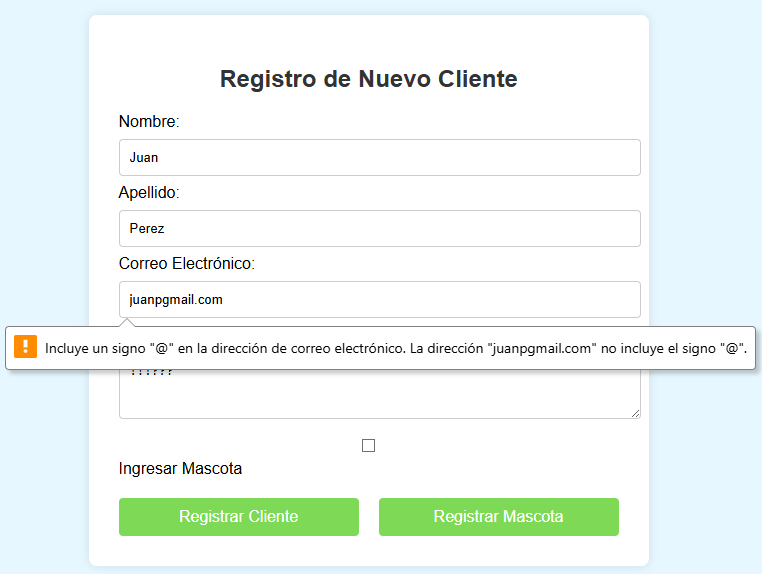 Registro de Nuevo Cliente
Nombre:
Juan
Apellido:
Perez
Correo Electrónico:
juanpgmail.com
Incluye un signo "@" en la dirección de correo electrónico. La dirección "juanpgmail.com" no incluye el signo "@".
Ingresar Mascota
Registrar Cliente
Registrar Mascota